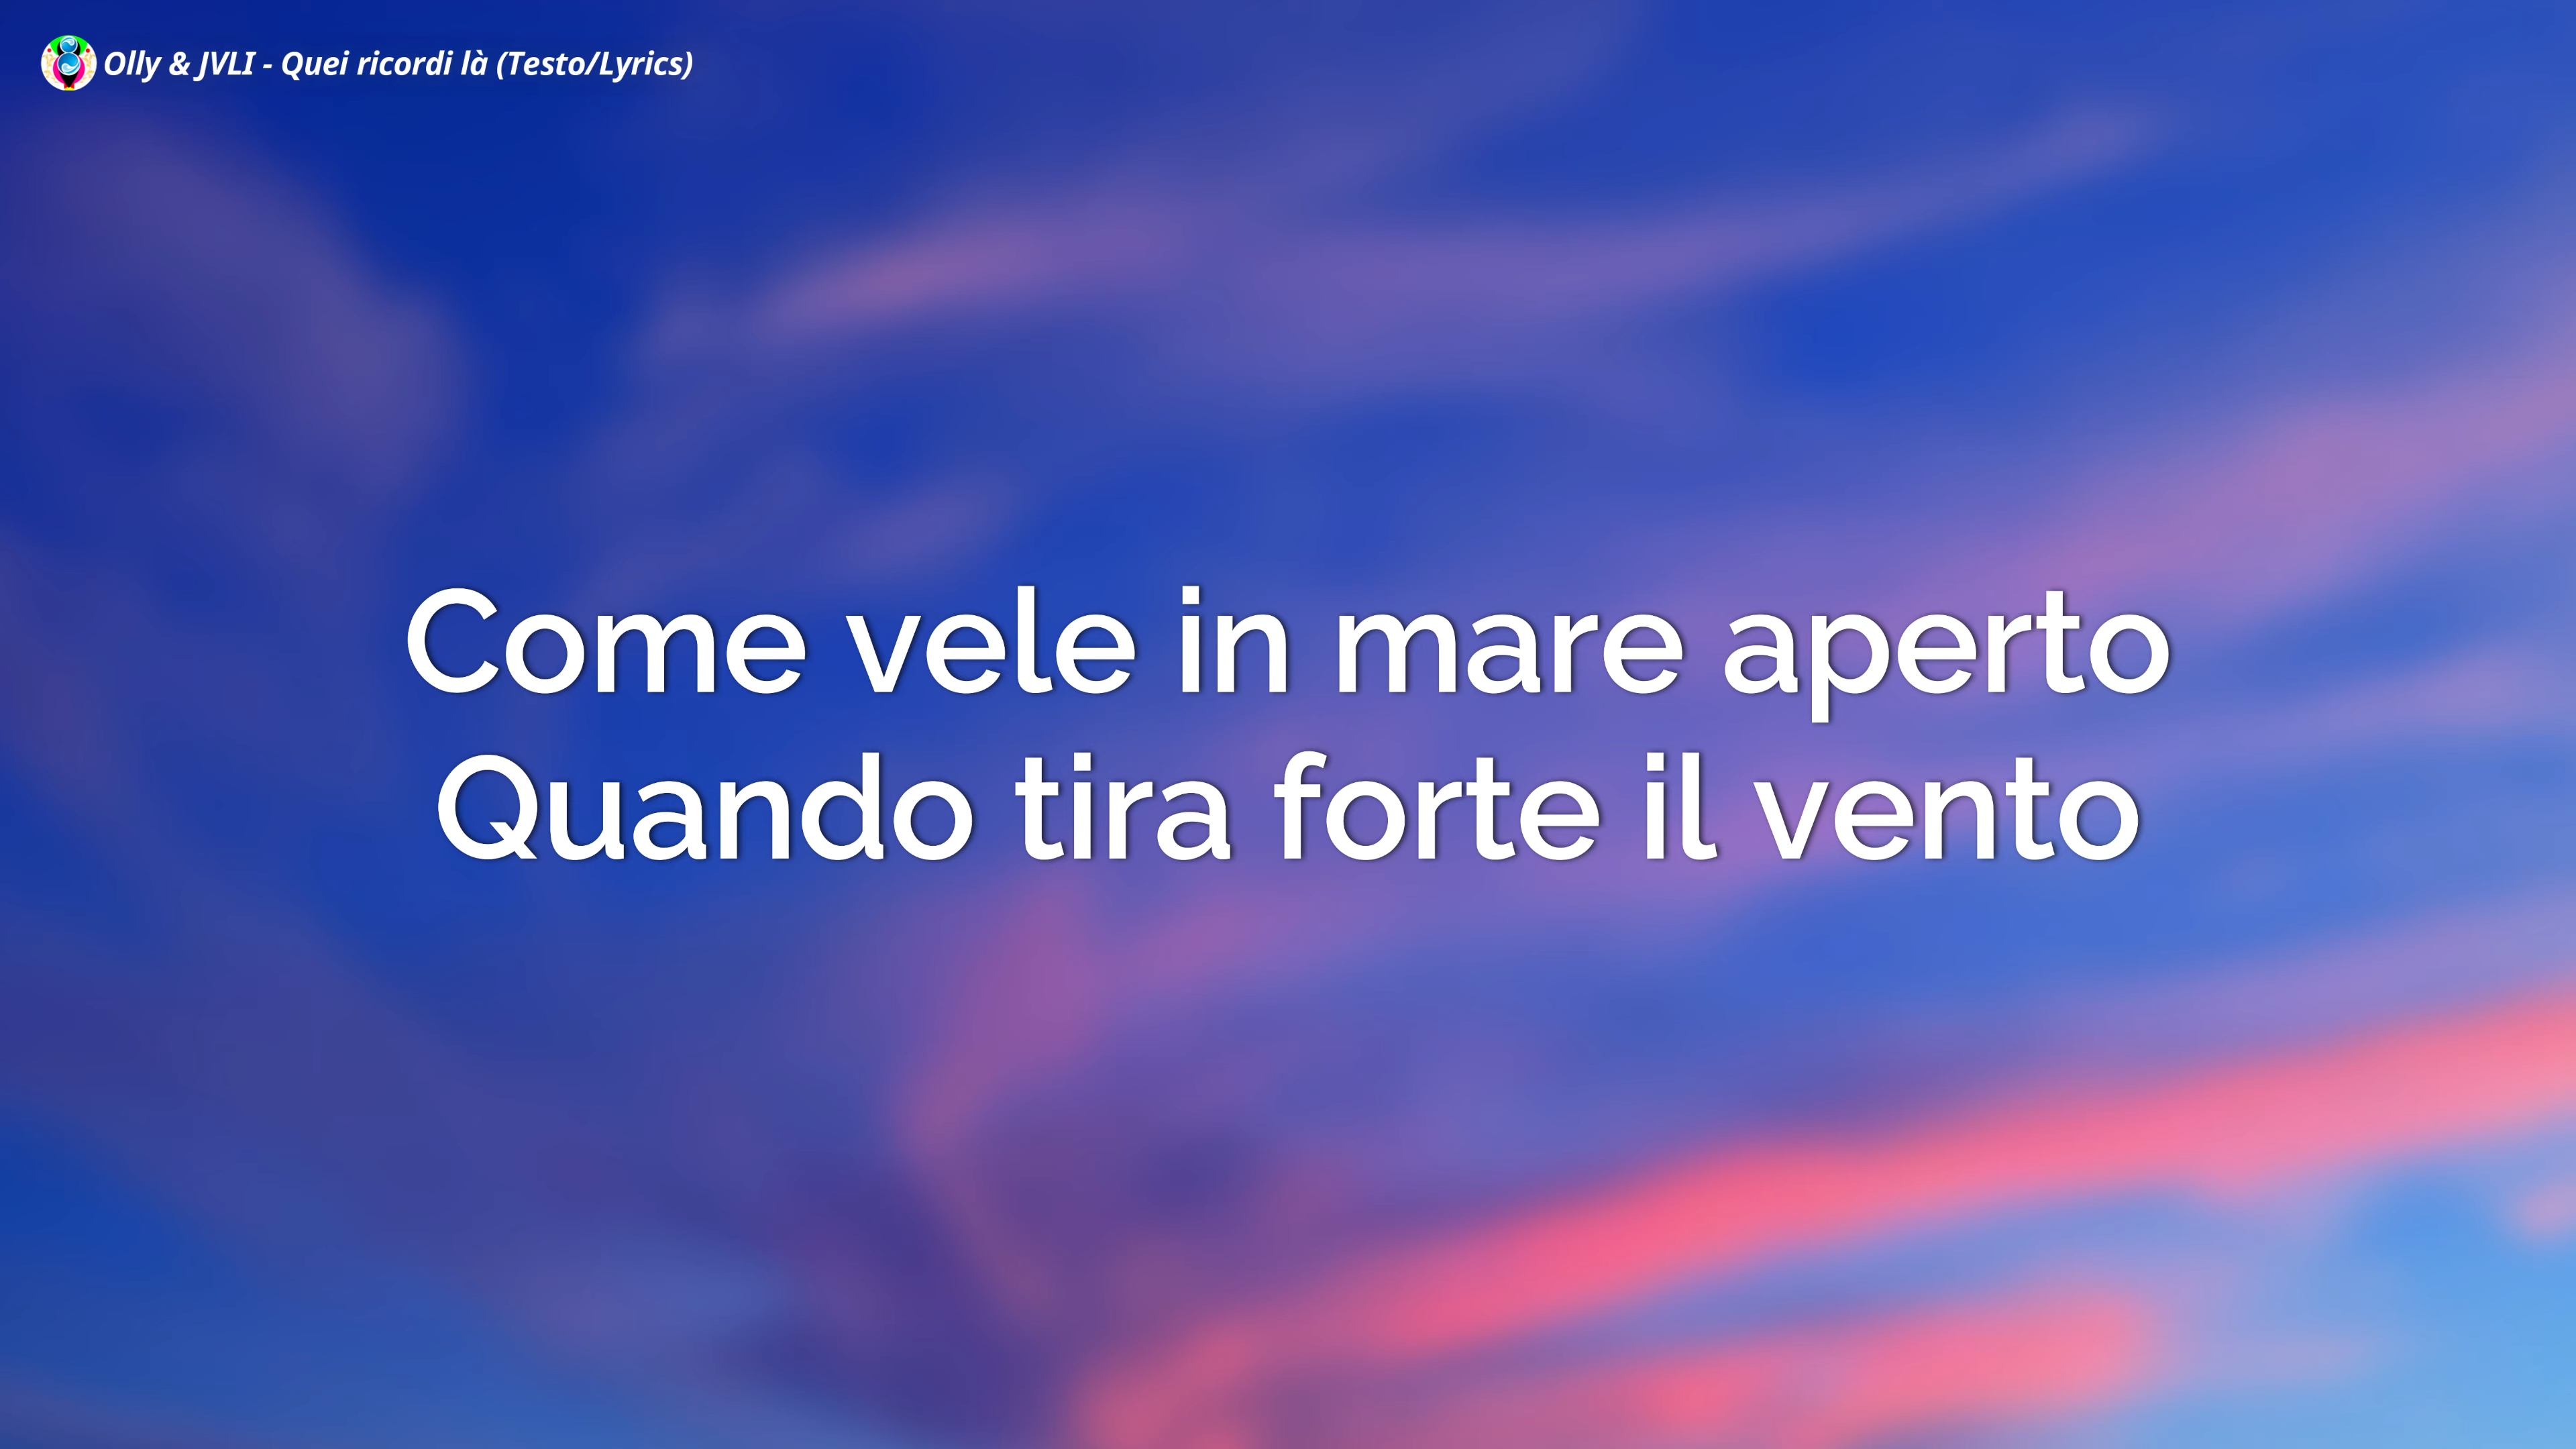 Olly & JVLI - Quei ricordi là (Testo/Lyrics)
Come vele in mare aperto
Quando tira forte il vento